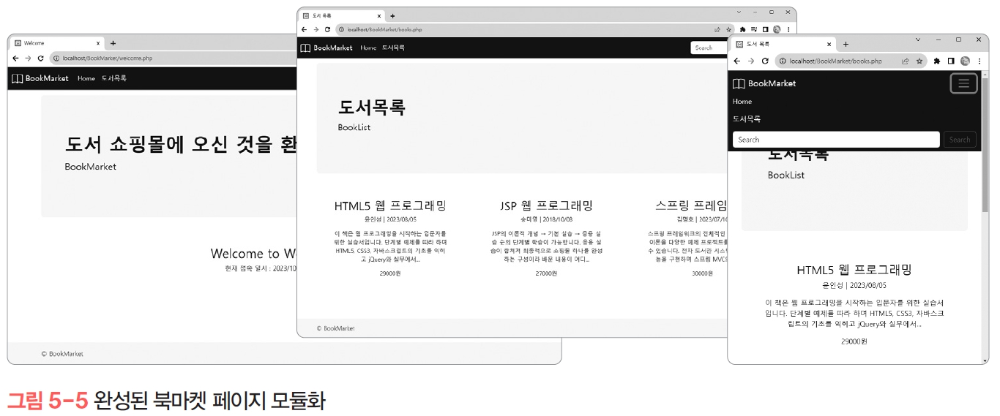 Welcome
localhost/BookMarket/welcome.php
BookMarket Home 도서목록
도서 쇼핑몰에 오신 것을 환
BookMarket
Welcome to W
현재 접속 일시 : 2023/10
© BookMarket
도서 목록
localhost/BookMarket/books.php
BookMarket Home 도서목록 Search
도서목록
BookList
HTML5 웹 프로그래밍
윤인성 | 2023/08/05
이 책은 웹 프로그래밍을 시작하는 입문자를
위한 실습서입니다. 단계별 예제를 따라 하며
HTML5, CSS3, 자바스크립트의 기초를 익히
고 jQuery와 실무에서...
29000원
JSP 웹 프로그래밍
송미영 | 2018/10/08
JSP의 이론적 개념 → 기본 실습 → 응용 실
습 순의 단계별 학습이 가능합니다. 응용 실
습이 합쳐져 최종적으로 쇼핑몰 하나를 완성
하는 구성이라 배운 내용이 어디...
27000원
스프링 프레임
김명호 | 2023/07/10
스프링 프레임워크의 전체적인
이론을 다양한 예제 프로젝트를
수 있습니다. 전자 도서관 시스
능을 구현하며 스프링 MVC의
30000원
© BookMarket
도서 목록
localhost/BookMarket/books.php
BookMarket
Home
도서목록
Search Search
도서목록
BookList
HTML5 웹 프로그래밍
윤인성 | 2023/08/05
이 책은 웹 프로그래밍을 시작하는 입문자를 위한 실습서
입니다. 단계별 예제를 따라 하며 HTML5, CSS3, 자바스크
립트의 기초를 익히고 jQuery와 실무에서...
29000원
그림 5-5 완성된 북마켓 페이지 모듈화